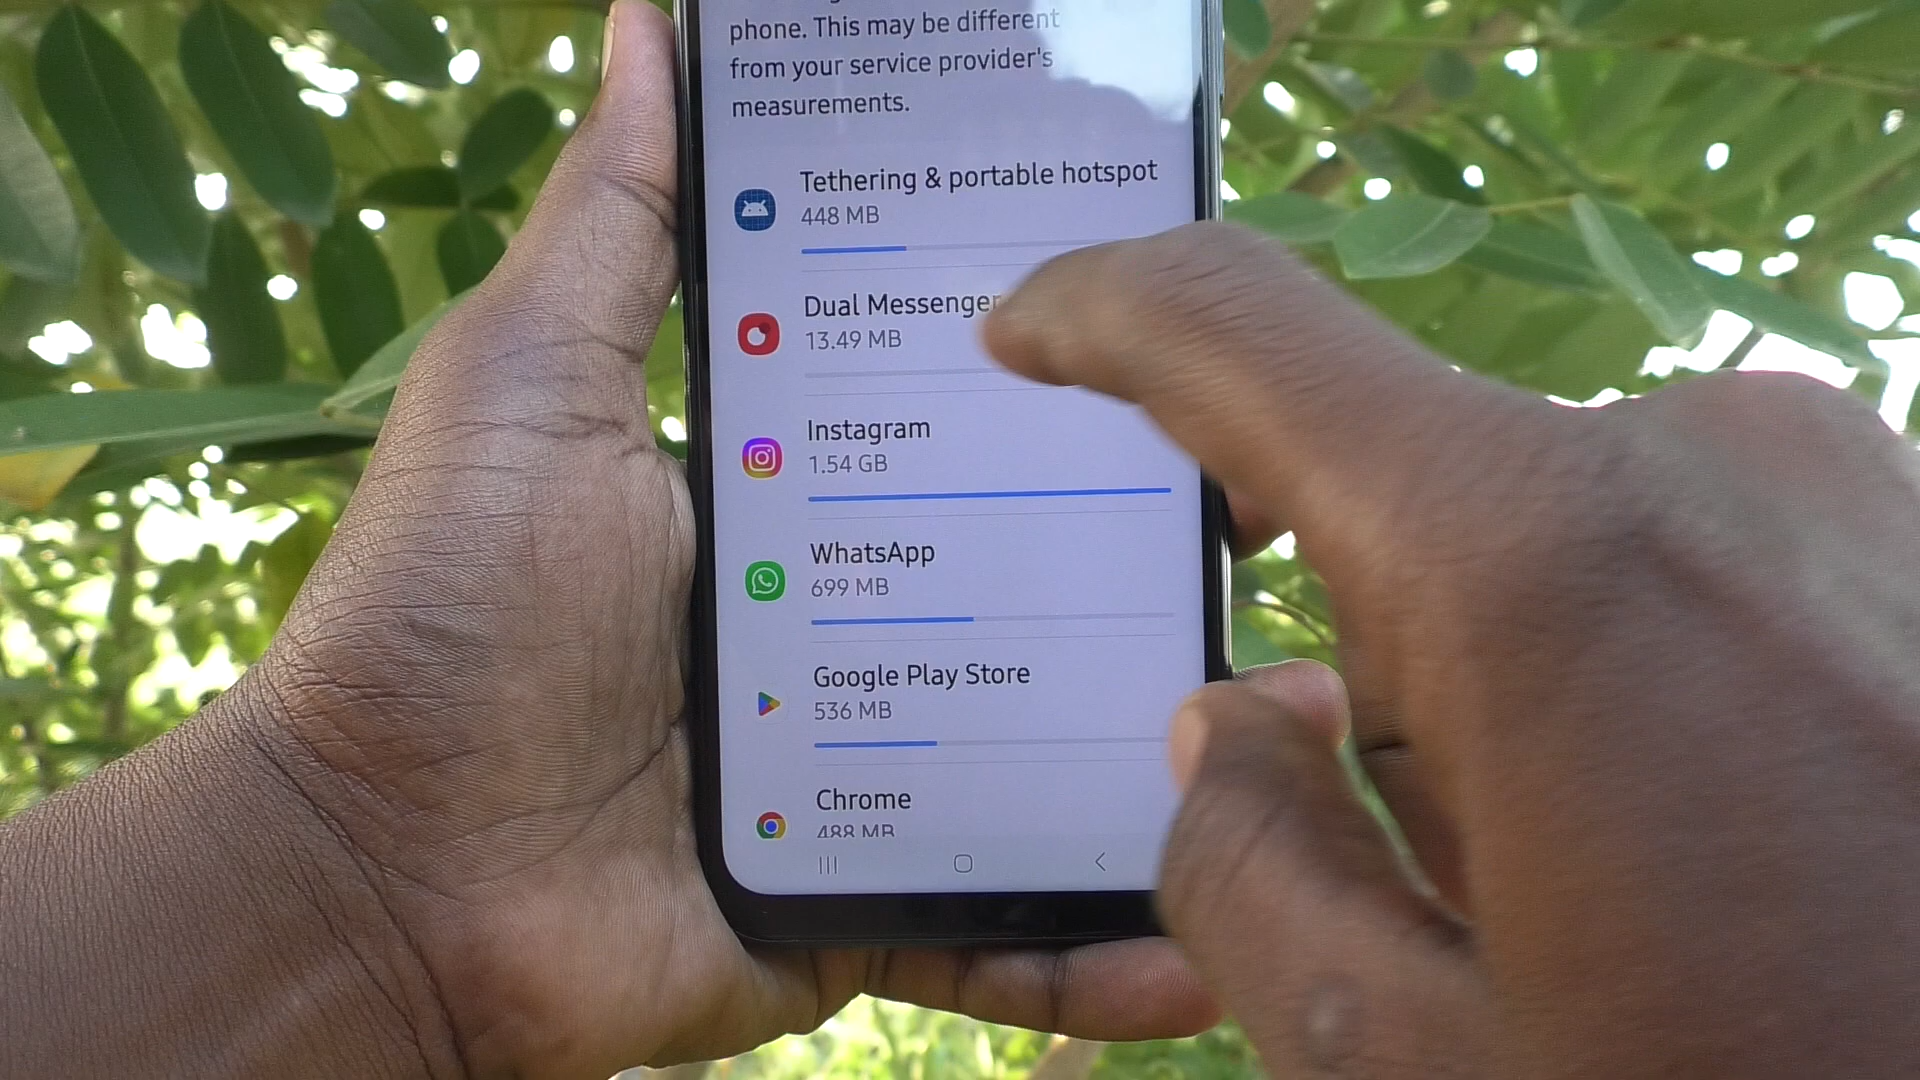 phone. This may be different
from your service provider's
measurements.
Tethering & portable hotspot
448 MB
Dual Messenger
13.49 MB
Instagram
1.54 GB
WhatsApp
699 MB
Google Play Store
536 MB
Chrome
488 MB